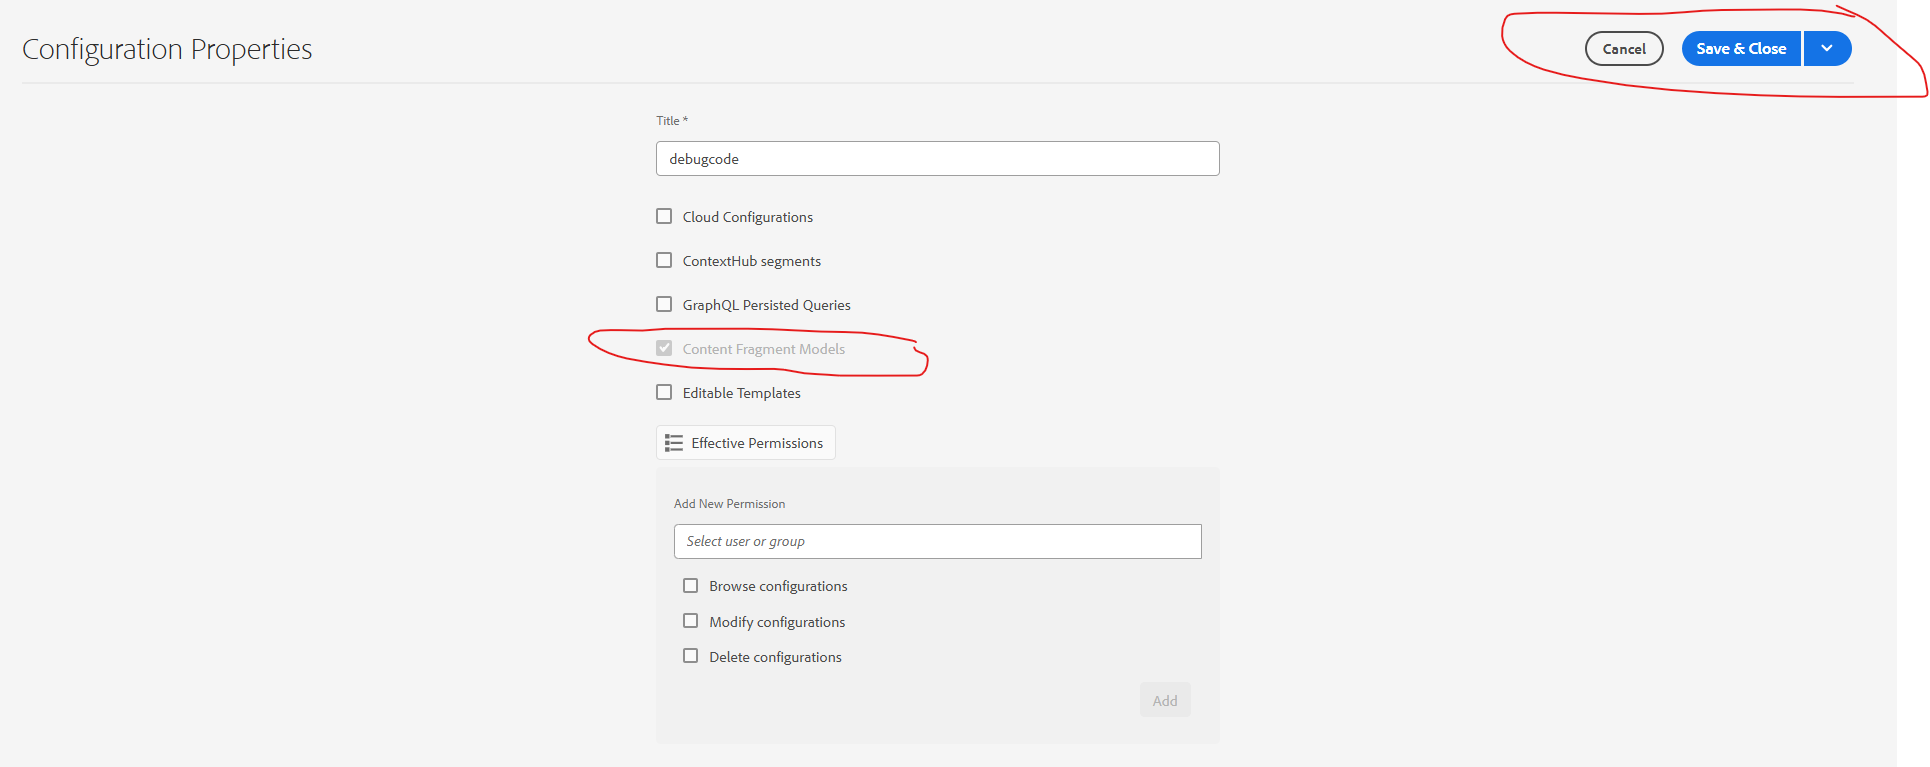 Configuration Properties
Cancel
Save & Close
Title *
debugcode
Cloud Configurations
ContextHub segments
GraphQL Persisted Queries
Content Fragment Models
Editable Templates
Effective Permissions
Add New Permission
Select user or group
Browse configurations
Modify configurations
Delete configurations
Add